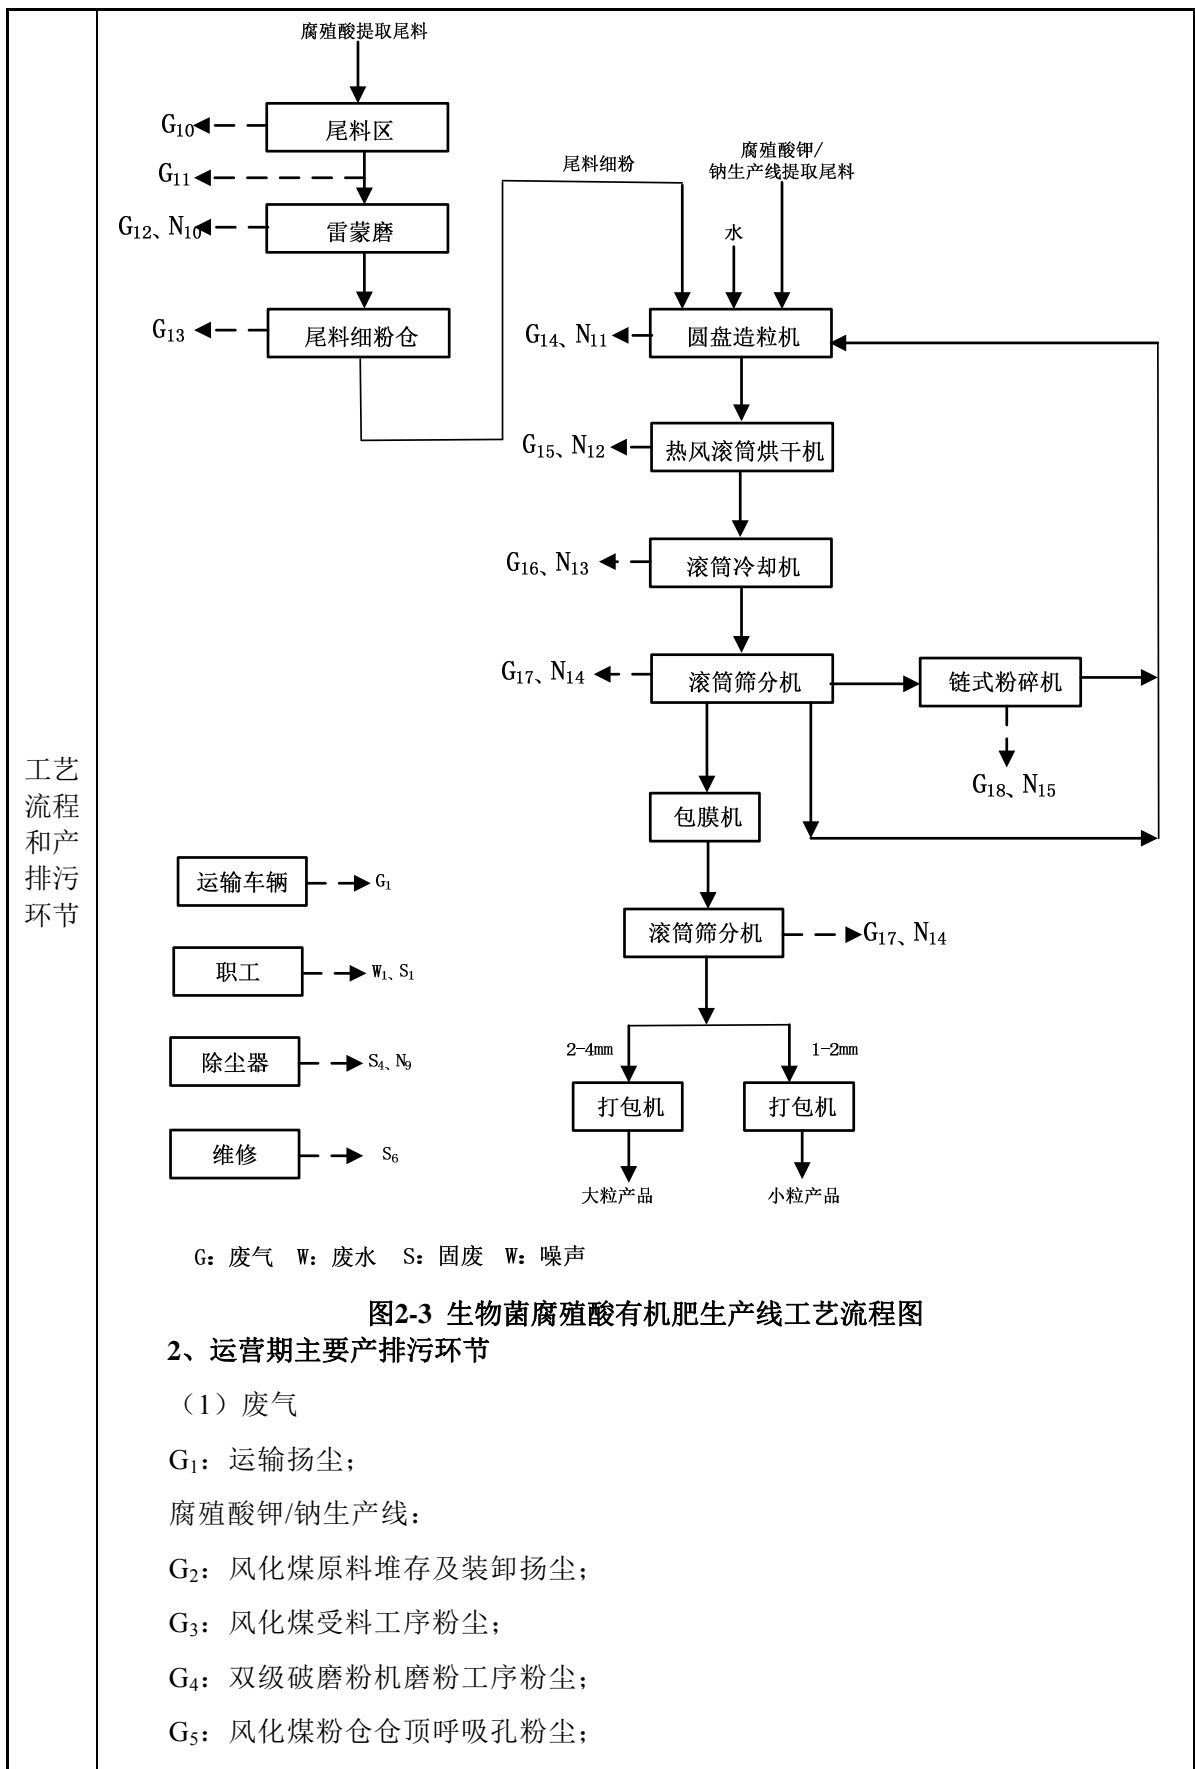 腐殖酸提取尾料
G10
尾料区
G11
G12、N10
雷蒙磨
G13
尾料细粉仓
尾料细粉
腐殖酸钾/
钠生产线提取尾料
水
G14、N11
圆盘造粒机
G15、N12
热风滚筒烘干机
G16、N13
滚筒冷却机
G17、N14
滚筒筛分机
链式粉碎机
G18、N15
包膜机
工艺
流程
和产
排污
环节
运输车辆
G1
滚筒筛分机
G17、N14
职工
W1、S1
除尘器
S4、N9
2-4mm
1-2mm
打包机
打包机
维修
S6
大粒产品
小粒产品
G：废气 W：废水 S：固废 W：噪声
图2-3 生物菌腐殖酸有机肥生产线工艺流程图
2、运营期主要产排污环节
（1）废气
G1：运输扬尘；
腐殖酸钾/钠生产线：
G2：风化煤原料堆存及装卸扬尘；
G3：风化煤受料工序粉尘；
G4：双级破磨粉机磨粉工序粉尘；
G5：风化煤粉仓仓顶呼吸孔粉尘；